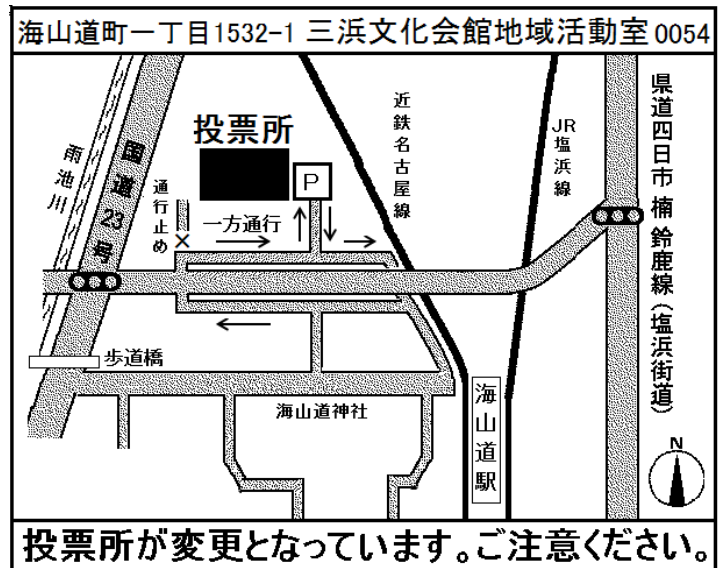 海山道町一丁目1532-1 三浜文化会館地域活動室 0054
投票所
P
近鉄名古屋線
JR塩浜線
県道四日市楠鈴鹿線(塩浜街道)
雨池川
国道23号
通行止め
×
一方通行
歩道橋
海山道神社
海山道駅
N
投票所が変更となっています。ご注意ください。